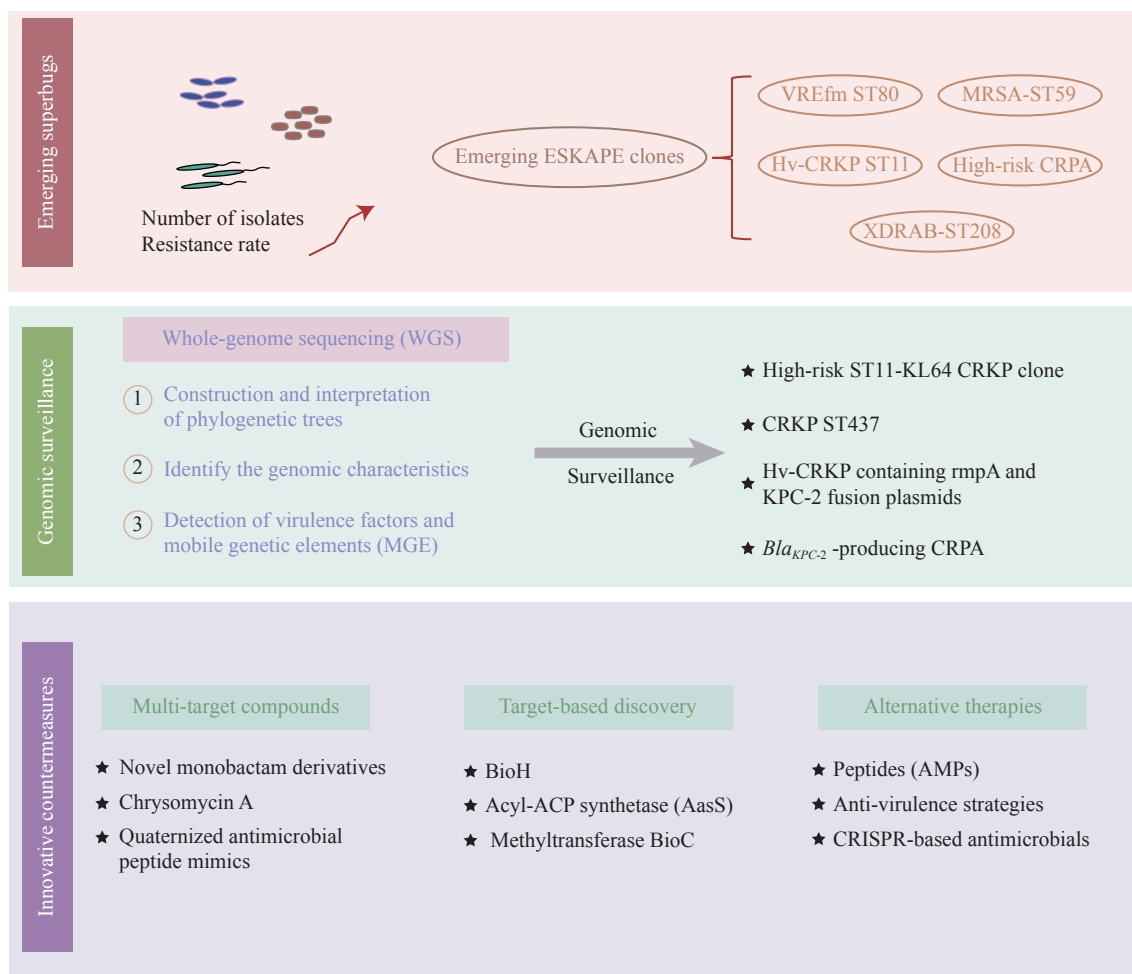 Emerging superbugs
Number of isolates
Resistance rate
Emerging ESKAPE clones
VREfm ST80
MRSA-ST59
Hv-CRKP ST11
High-risk CRPA
XDRAB-ST208
Genomic surveillance
Whole-genome sequencing (WGS)
1 Construction and interpretation
of phylogenetic trees
2 Identify the genomic characteristics
3 Detection of virulence factors and
mobile genetic elements (MGE)
Genomic
Surveillance
★ High-risk ST11-KL64 CRKP clone
★ CRKP ST437
★ Hv-CRKP containing rmpA and
KPC-2 fusion plasmids
★ BlaKPC-2 -producing CRPA
Innovative countermeasures
Multi-target compounds
★ Novel monobactam derivatives
★ Chrysomycin A
★ Quaternized antimicrobial
peptide mimics
Target-based discovery
★ BioH
★ Acyl-ACP synthetase (AasS)
★ Methyltransferase BioC
Alternative therapies
★ Peptides (AMPs)
★ Anti-virulence strategies
★ CRISPR-based antimicrobials